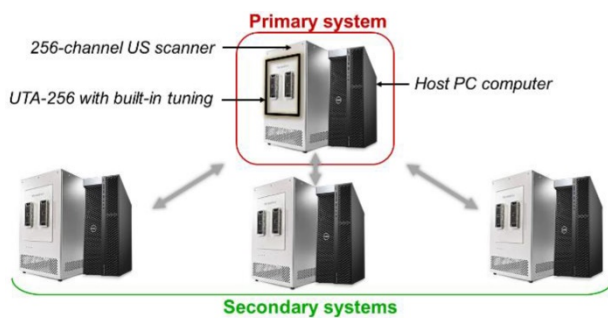 Primary system
256-channel US scanner
UTA-256 with built-in tuning
Host PC computer
Secondary systems